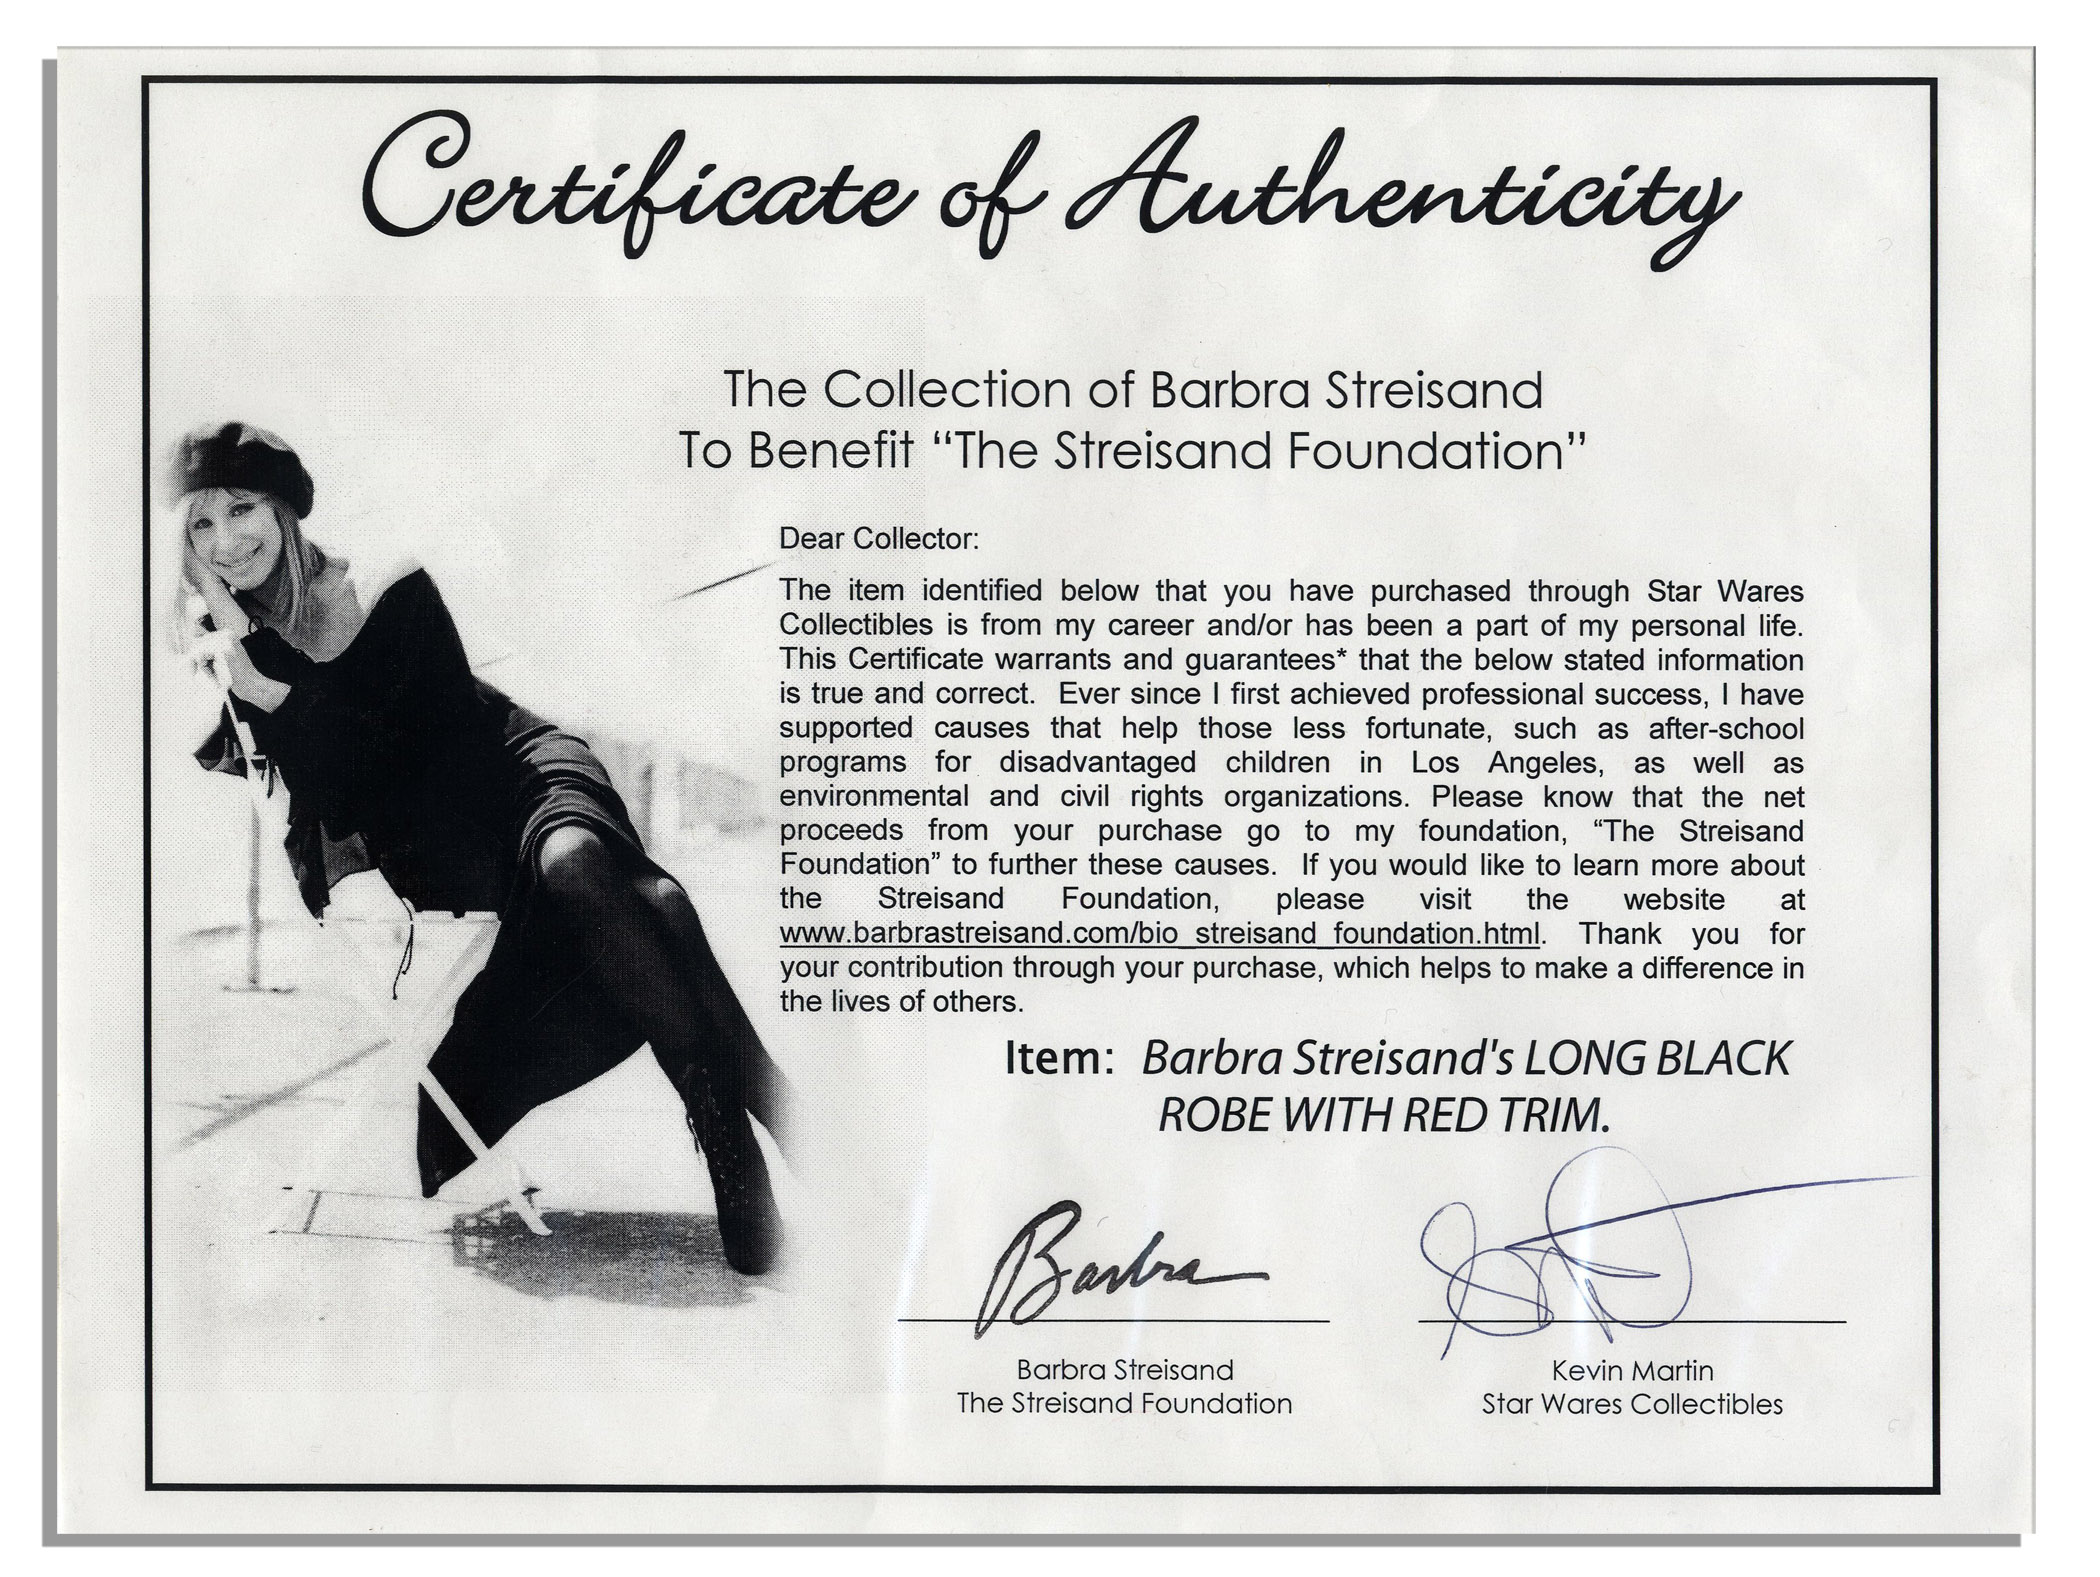 Certificate of Authenticity
The Collection of Barbra Streisand
To Benefit “The Streisand Foundation”
Dear Collector:
The item identified below that you have purchased through Star Wares
Collectibles is from my career and/or has been a part of my personal life.
This Certificate warrants and guarantees* that the below stated information
is true and correct.  Ever since I first achieved professional success, I have
supported causes that help those less fortunate, such as after-school
programs for disadvantaged children in Los Angeles, as well as
environmental and civil rights organizations. Please know that the net
proceeds from your purchase go to my foundation, “The Streisand
Foundation” to further these causes.  If you would like to learn more about
the Streisand Foundation, please visit the website at
www.barbrastreisand.com/bio_streisand_foundation.html. Thank you for
your contribution through your purchase, which helps to make a difference in
the lives of others.
Item: Barbra Streisand's LONG BLACK
ROBE WITH RED TRIM.
Barbra
Barbra Streisand
The Streisand Foundation
Kevin Martin
Star Wares Collectibles